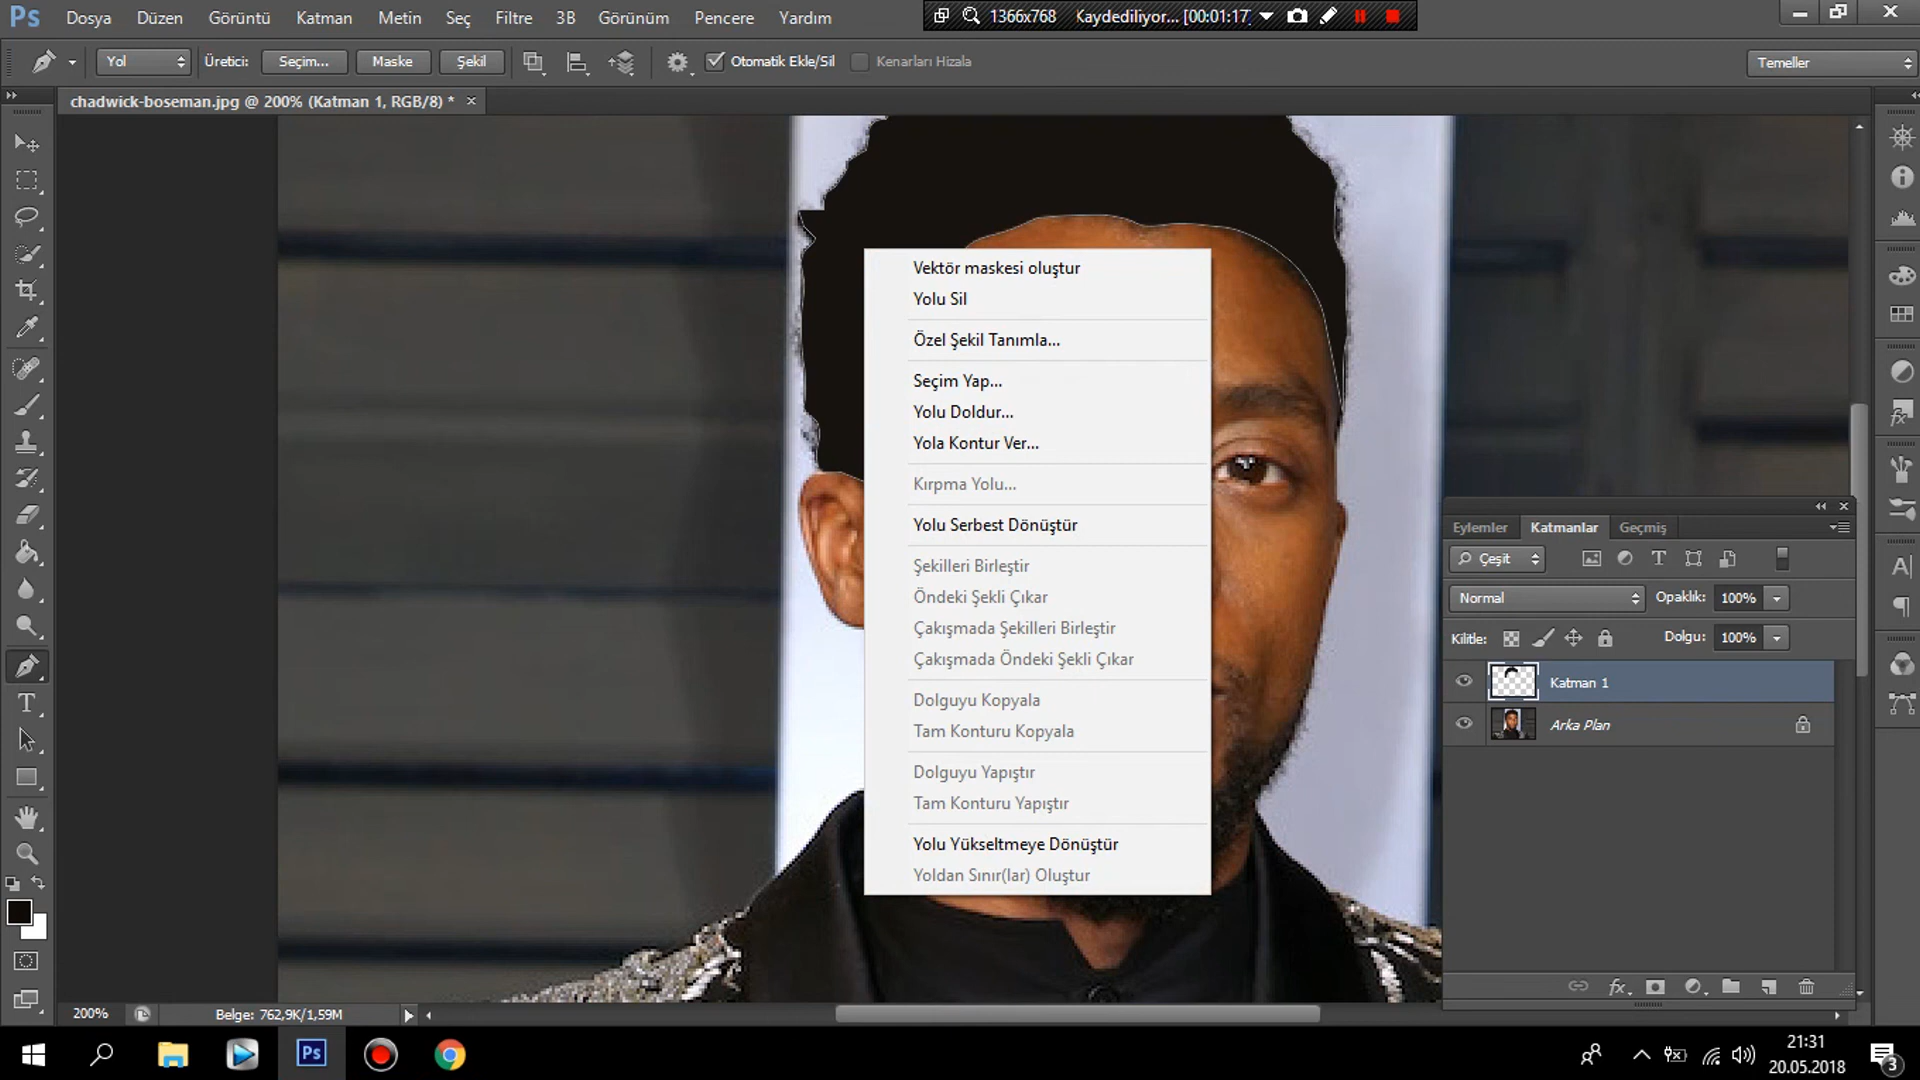 Ps Dosya Düzen Görüntü Katman Metin Seç Filtre 3B Görünüm Pencere Yardım
1366x768 Kaydediliyor... [00:01:17]
Yol Üretici: Seçim... Maske Şekil Otomatik Ekle/Sil Kenarları Hizala Temeller
chadwick-boseman.jpg @ 200% (Katman 1, RGB/8) * ×
Vektör maskesi oluştur
Yolu Sil
Özel Şekil Tanımla...
Seçim Yap...
Yolu Doldur...
Yola Kontur Ver...
Kırpma Yolu...
Yolu Serbest Dönüştür
Şekilleri Birleştir
Öndeki Şekli Çıkar
Çakışmada Şekilleri Birleştir
Çakışmada Öndeki Şekli Çıkar
Dolguyu Kopyala
Tam Konturu Kopyala
Dolguyu Yapıştır
Tam Konturu Yapıştır
Yolu Yükseltmeye Dönüştür
Yoldan Sınır(lar) Oluştur
Eylemler Katmanlar Geçmiş
Çeşit
Normal Opaklık: 100%
Kilitle: Dolgu: 100%
Katman 1
Arka Plan
fx
200% Belge: 762,9K/1,59M
Ps
21:31
20.05.2018
3